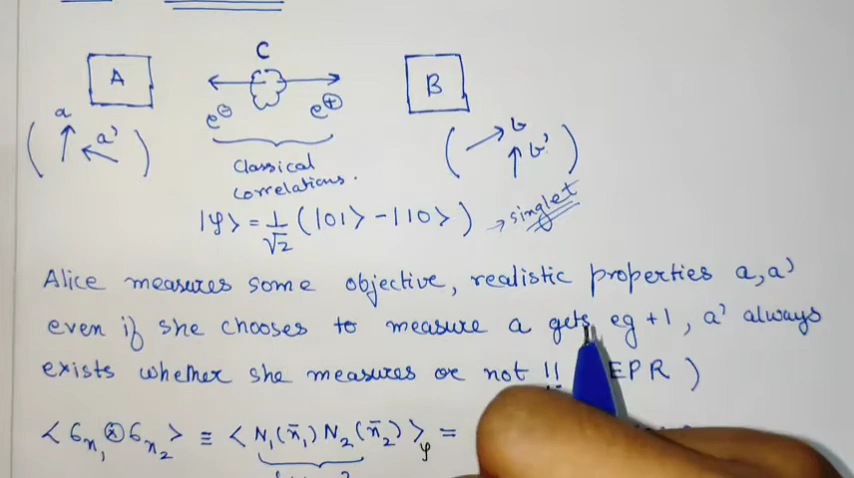 C
A
B
e⊖ e⊕
a
a'
b
b'
Classical
correlations.
|ψ> = 1/√2 (|01> - |10>) → singlet
Alice measures some objective, realistic properties a, a'
even if she chooses to measure a gets eg +1, a' always
exists whether she measures or not !! EPR )
<σn₁ ⊗ σn₂> ≡ <N₁(n̄₁) N₂(n̄₂)>ψ =